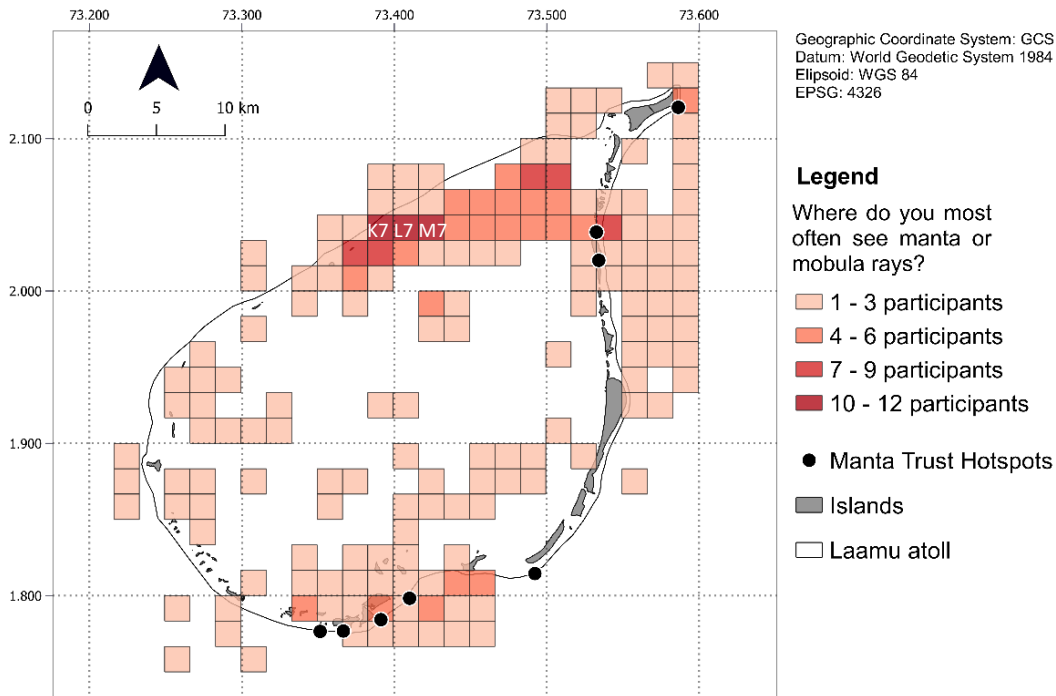 73.200 73.300 73.400 73.500 73.600
Geographic Coordinate System: GCS
Datum: World Geodetic System 1984
Elipsoid: WGS 84
EPSG: 4326
0 5 10 km
2.100
K7 L7 M7
2.000
1.900
1.800
Legend
Where do you most
often see manta or
mobula rays?
1 - 3 participants
4 - 6 participants
7 - 9 participants
10 - 12 participants
Manta Trust Hotspots
Islands
Laamu atoll